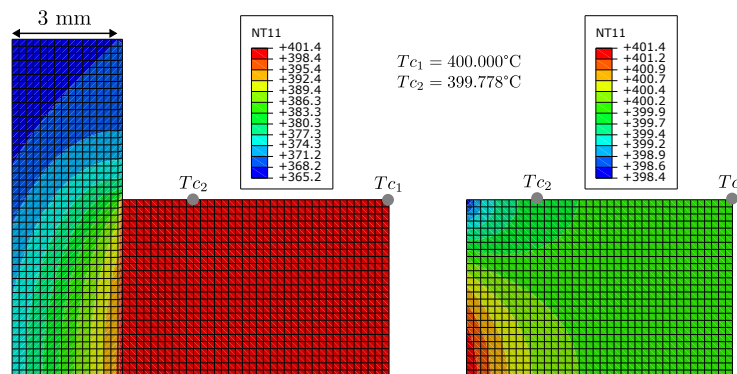 3 mm
NT11
+401.4
+398.4
+395.4
+392.4
+389.4
+386.3
+383.3
+380.3
+377.3
+374.3
+371.2
+368.2
+365.2
Tc₁ = 400.000°C
Tc₂ = 399.778°C
NT11
+401.4
+401.2
+400.9
+400.7
+400.4
+400.2
+399.9
+399.7
+399.4
+399.2
+398.9
+398.6
+398.4
Tc₂
Tc₁
Tc₂
Tc